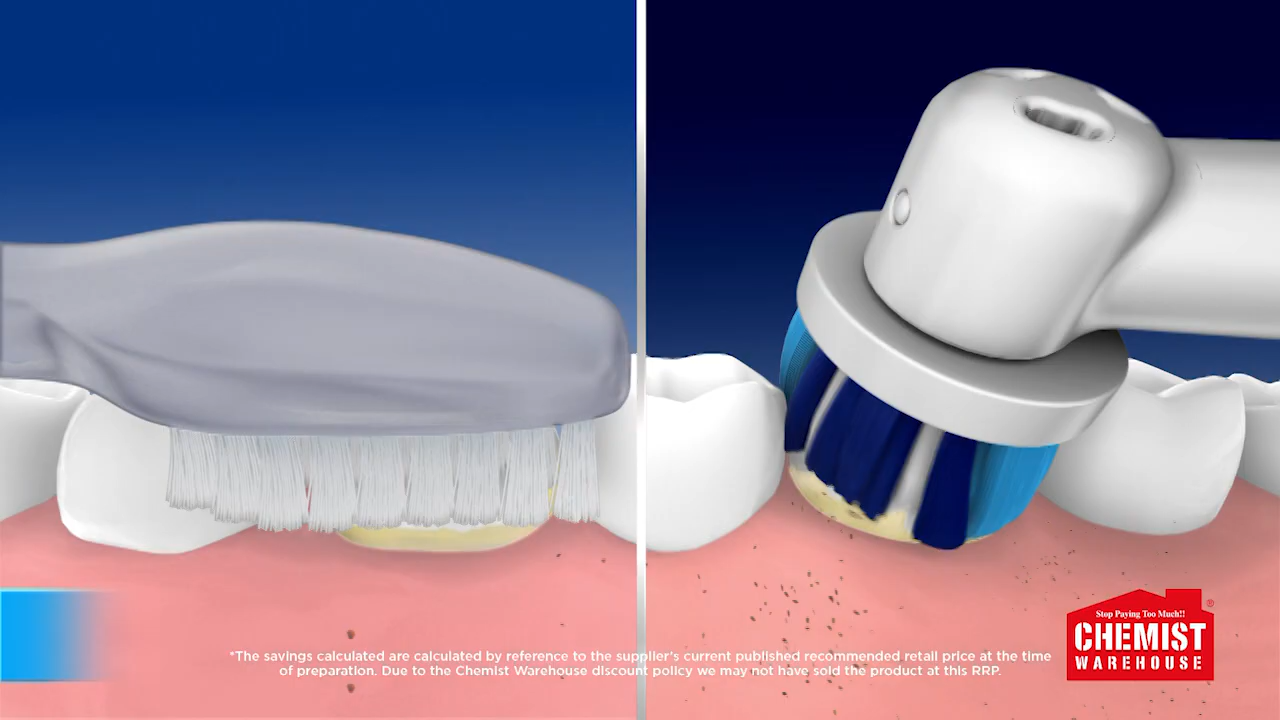 Stop Paying Too Much!!
CHEMIST
®
WAREHOUSE
*The savings calculated are calculated by reference to the supplier's current published recommended retail price at the time
of preparation. Due to the Chemist Warehouse discount policy we may not have sold the product at this RRP.